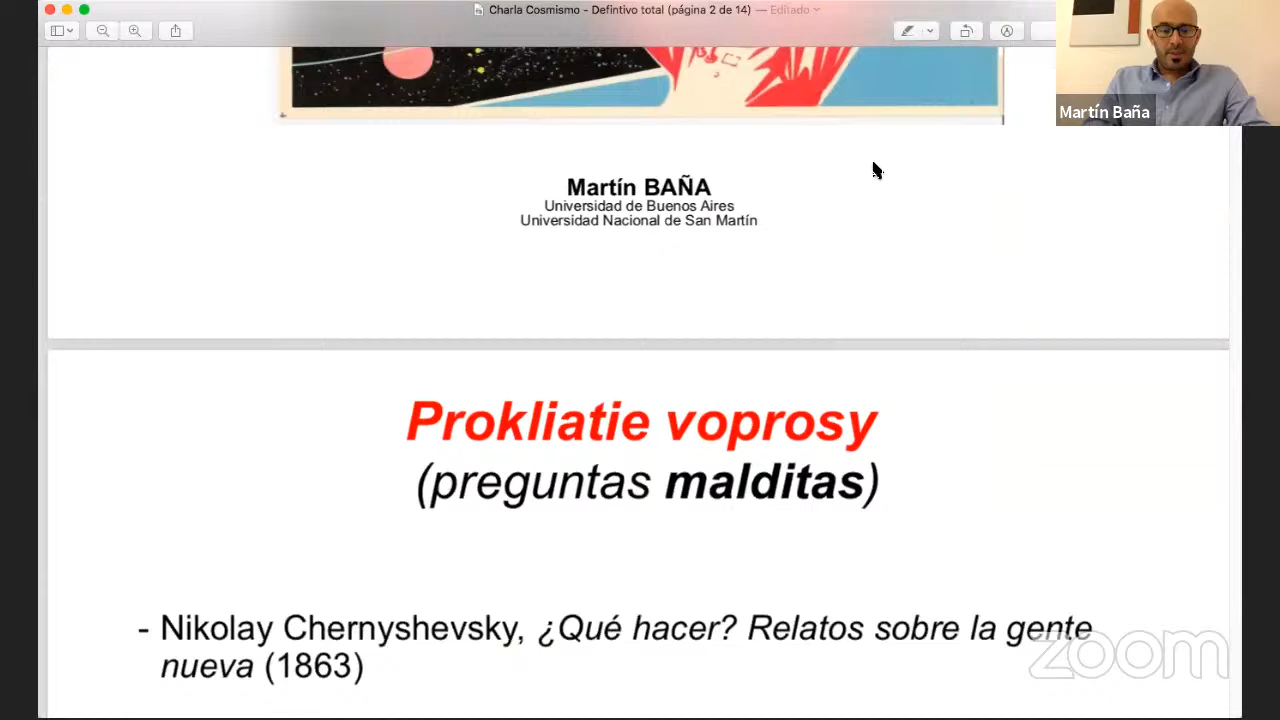 Charla Cosmismo - Defintivo total (página 2 de 14) — Editado
Martín Baña
Martín BAÑA
Universidad de Buenos Aires
Universidad Nacional de San Martín
Prokliatie voprosy
(preguntas malditas)
- Nikolay Chernyshevsky, ¿Qué hacer? Relatos sobre la gente
nueva (1863)
zoom